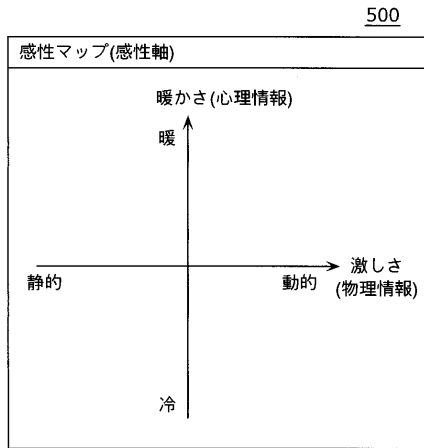 500
感性マップ(感性軸)
暖かさ(心理情報)
暖
静的
動的
激しさ
(物理情報)
冷